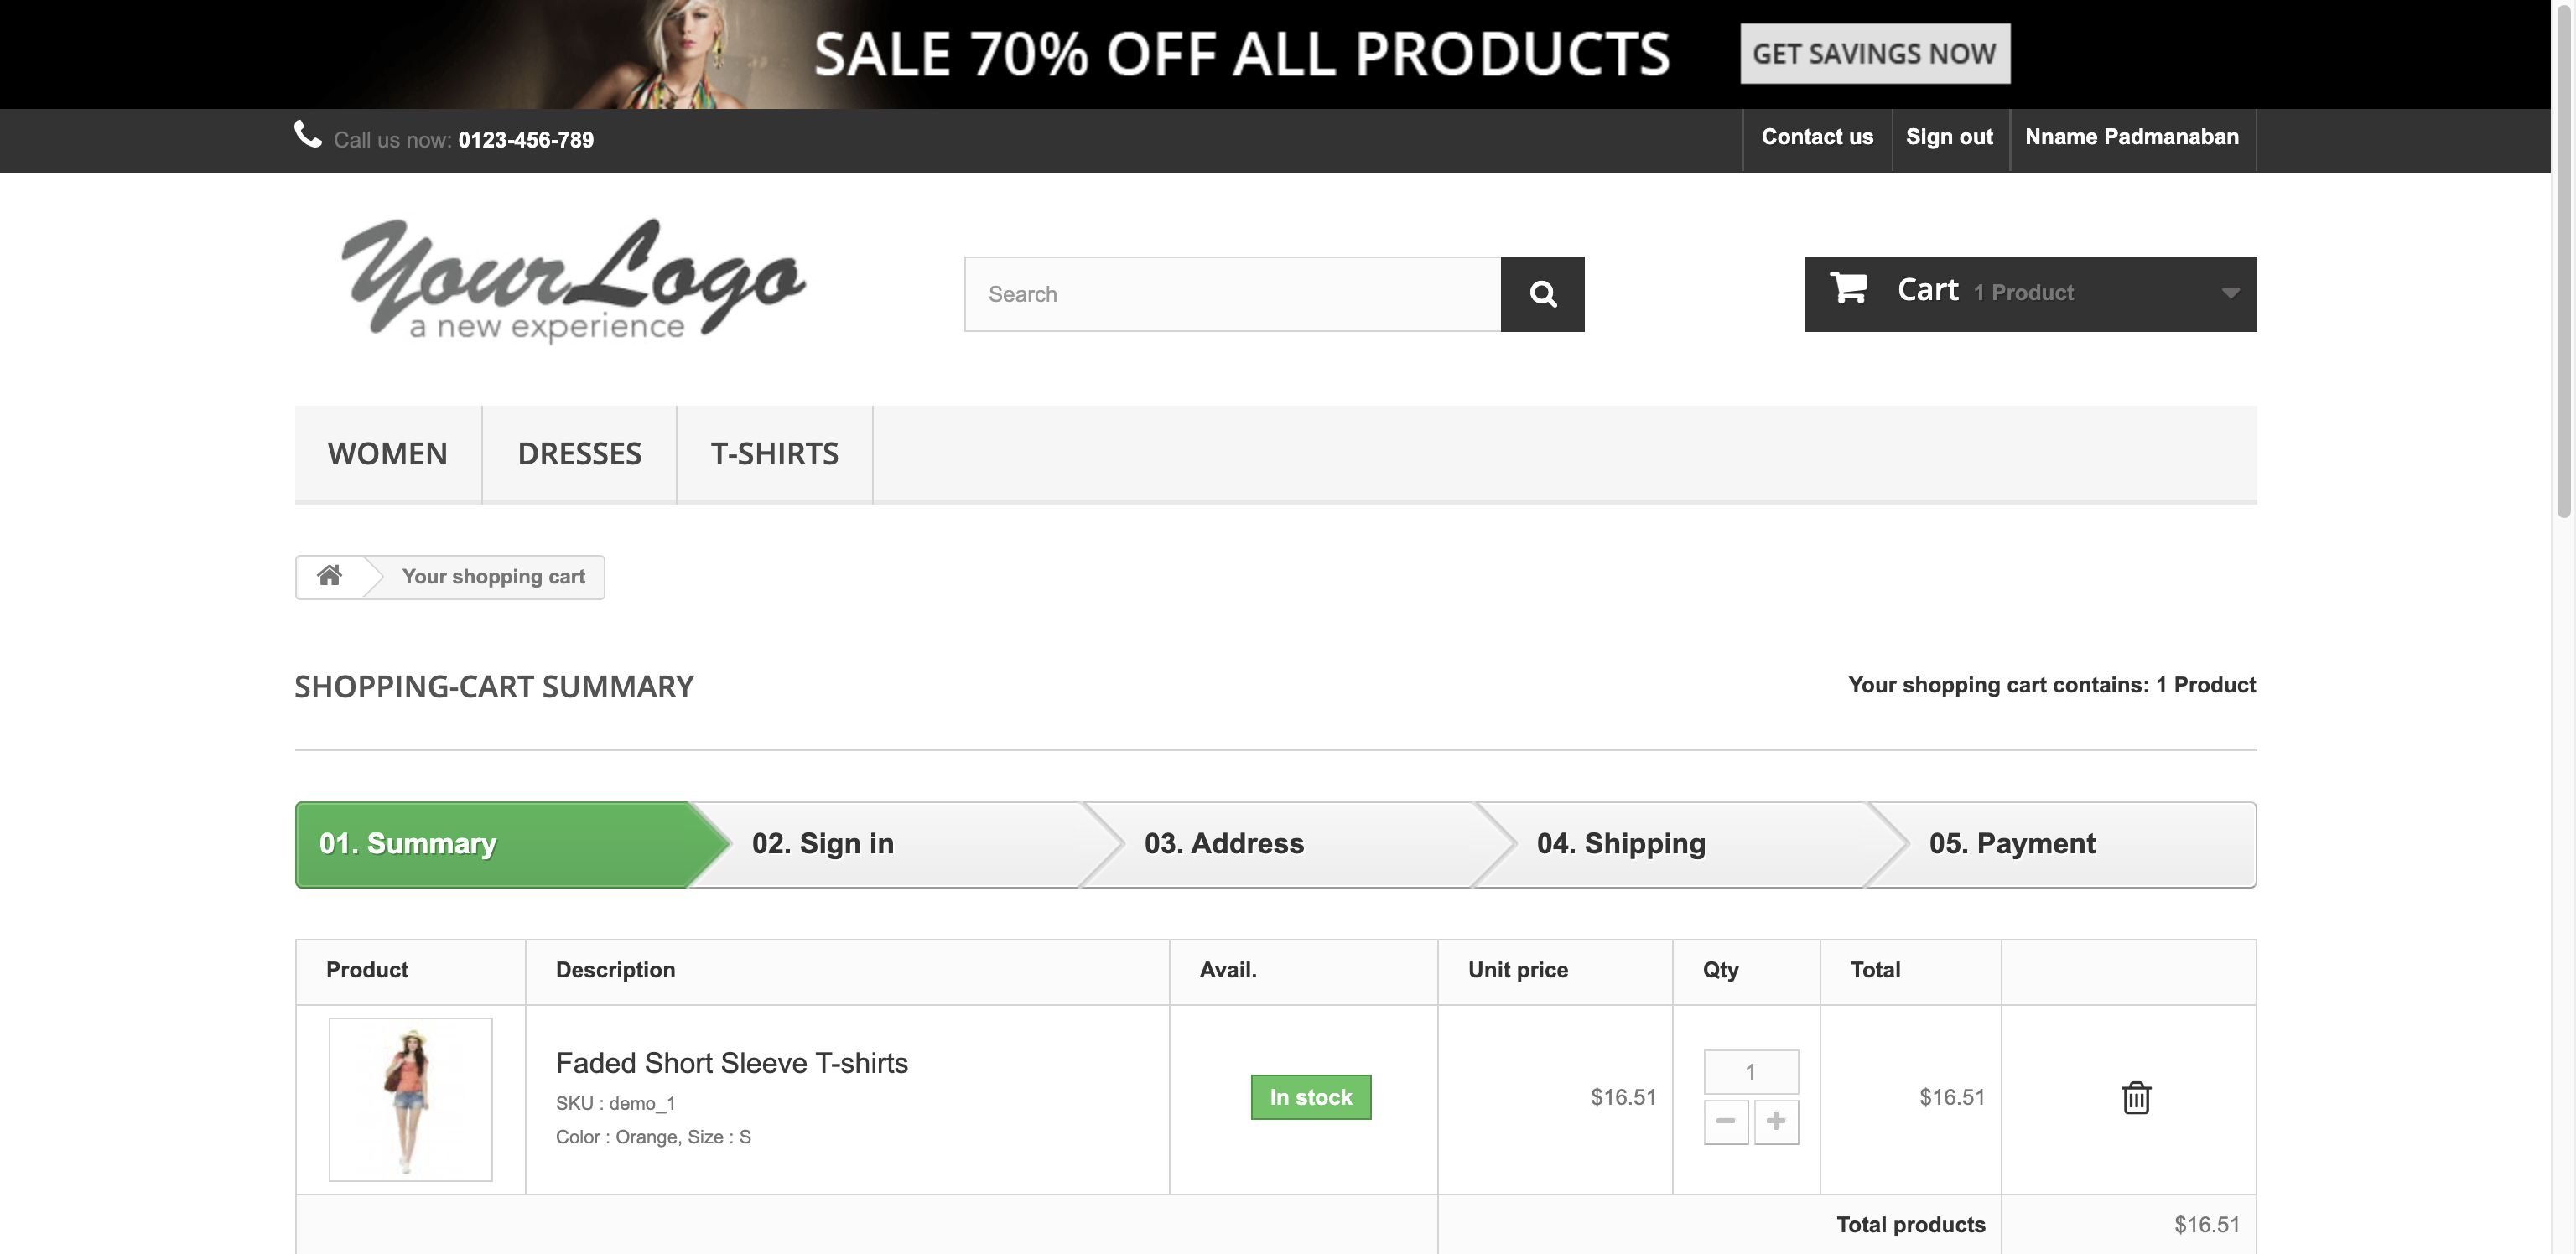 SALE 70% OFF ALL PRODUCTS GET SAVINGS NOW
Call us now: 0123-456-789 Contact us Sign out Nname Padmanaban
YourLogo
a new experience
Search
Cart 1 Product
WOMEN DRESSES T-SHIRTS
Your shopping cart
SHOPPING-CART SUMMARY Your shopping cart contains: 1 Product
01. Summary 02. Sign in 03. Address 04. Shipping 05. Payment
Product Description Avail. Unit price Qty Total
Faded Short Sleeve T-shirts
SKU : demo_1
Color : Orange, Size : S
In stock $16.51 1 $16.51
Total products $16.51